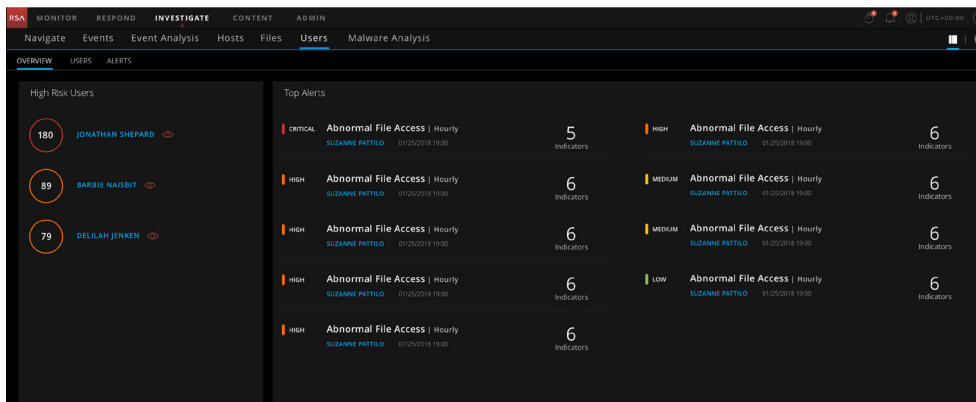 RSA MONITOR RESPOND INVESTIGATE CONTENT ADMIN UTC+00:00
Navigate Events Event Analysis Hosts Files Users Malware Analysis
OVERVIEW USERS ALERTS
High Risk Users
180 JONATHAN SHEPARD
89 BARBIE NAISBIT
79 DELILAH JENKEN
Top Alerts
CRITICAL Abnormal File Access | Hourly 5
SUZANNE PATTILO 01/25/2018 19:00 Indicators
HIGH Abnormal File Access | Hourly 6
SUZANNE PATTILO 01/25/2018 19:00 Indicators
HIGH Abnormal File Access | Hourly 6
SUZANNE PATTILO 01/25/2018 19:00 Indicators
HIGH Abnormal File Access | Hourly 6
SUZANNE PATTILO 01/25/2018 19:00 Indicators
HIGH Abnormal File Access | Hourly 6
SUZANNE PATTILO 01/25/2018 19:00 Indicators
HIGH Abnormal File Access | Hourly 6
SUZANNE PATTILO 01/25/2018 19:00 Indicators
MEDIUM Abnormal File Access | Hourly 6
SUZANNE PATTILO 01/25/2018 19:00 Indicators
MEDIUM Abnormal File Access | Hourly 6
SUZANNE PATTILO 01/25/2018 19:00 Indicators
LOW Abnormal File Access | Hourly 6
SUZANNE PATTILO 01/25/2018 19:00 Indicators